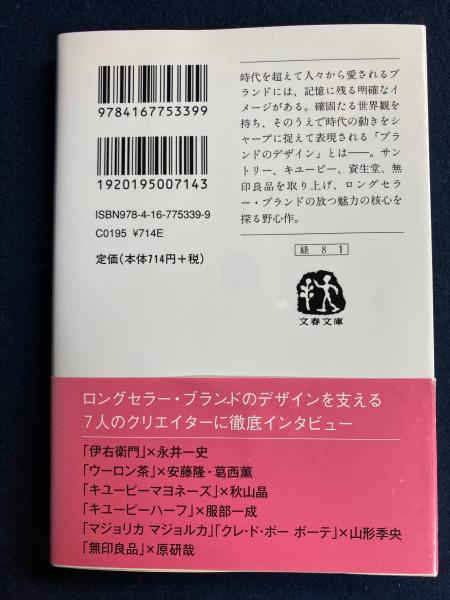 9784167753399
1920195007143
ISBN978-4-16-775339-9
C0195 ¥714E
定価(本体714円+税)
時代を超えて人々から愛されるブ
ランドには、記憶に残る明確なイ
メージがある。確固たる世界観を
持ち、そのうえで時代の動きをシ
ャープに捉えて表現される「ブラ
ンドのデザイン」とは——。サン
トリー、キユーピー、資生堂、無
印良品を取り上げ、ロングセラ
ー・ブランドの放つ魅力の核心を
探る野心作。
経 8 1
文春文庫
ロングセラー・ブランドのデザインを支える
7人のクリエイターに徹底インタビュー
「伊右衛門」×永井一史
「ウーロン茶」×安藤隆・葛西薫
「キユーピーマヨネーズ」×秋山晶
「キユーピーハーフ」×服部一成
「マジョリカ マジョルカ」「クレ・ド・ポー ボーテ」×山形季央
「無印良品」×原研哉